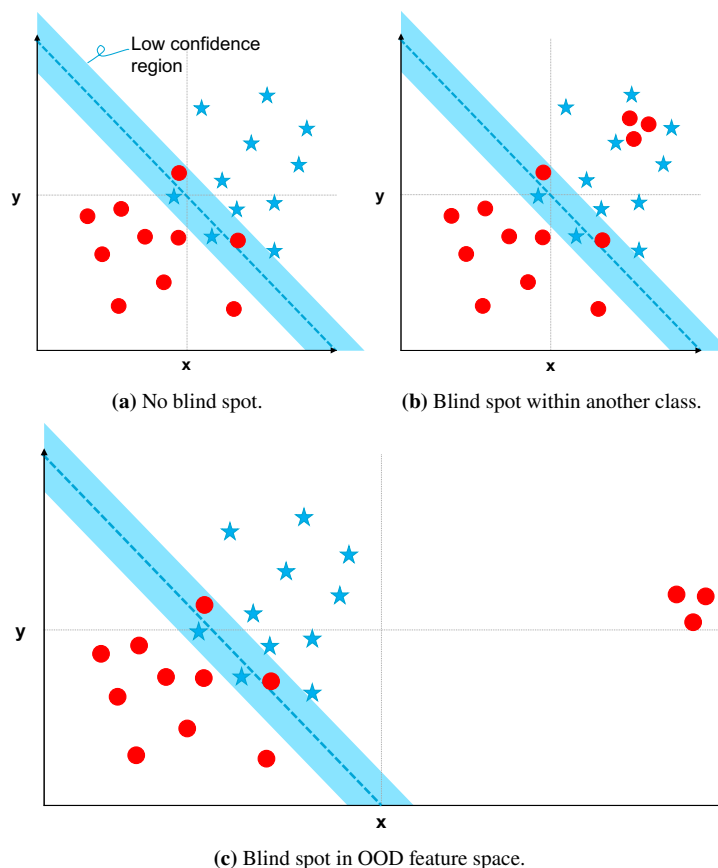 Low confidence
region
y
x
(a) No blind spot.
y
x
(b) Blind spot within another class.
y
x
(c) Blind spot in OOD feature space.